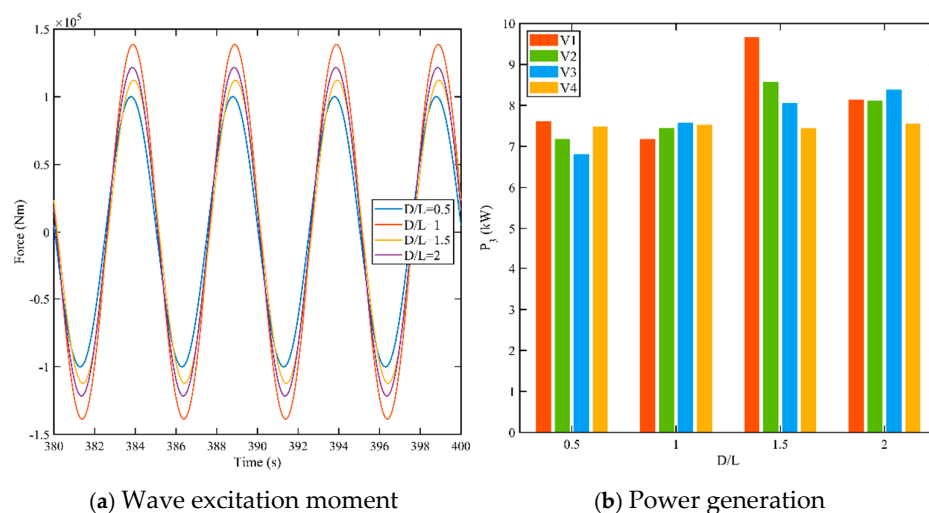 ×10⁵
1.5
1
0.5
0
-0.5
-1
-1.5
Force (Nm)
D/L=0.5
D/L=1
D/L=1.5
D/L=2
380 382 384 386 388 390 392 394 396 398 400
Time (s)
(a) Wave excitation moment
10
9
8
7
6
5
4
3
2
1
0
P₃ (kW)
V1
V2
V3
V4
0.5 1 1.5 2
D/L
(b) Power generation